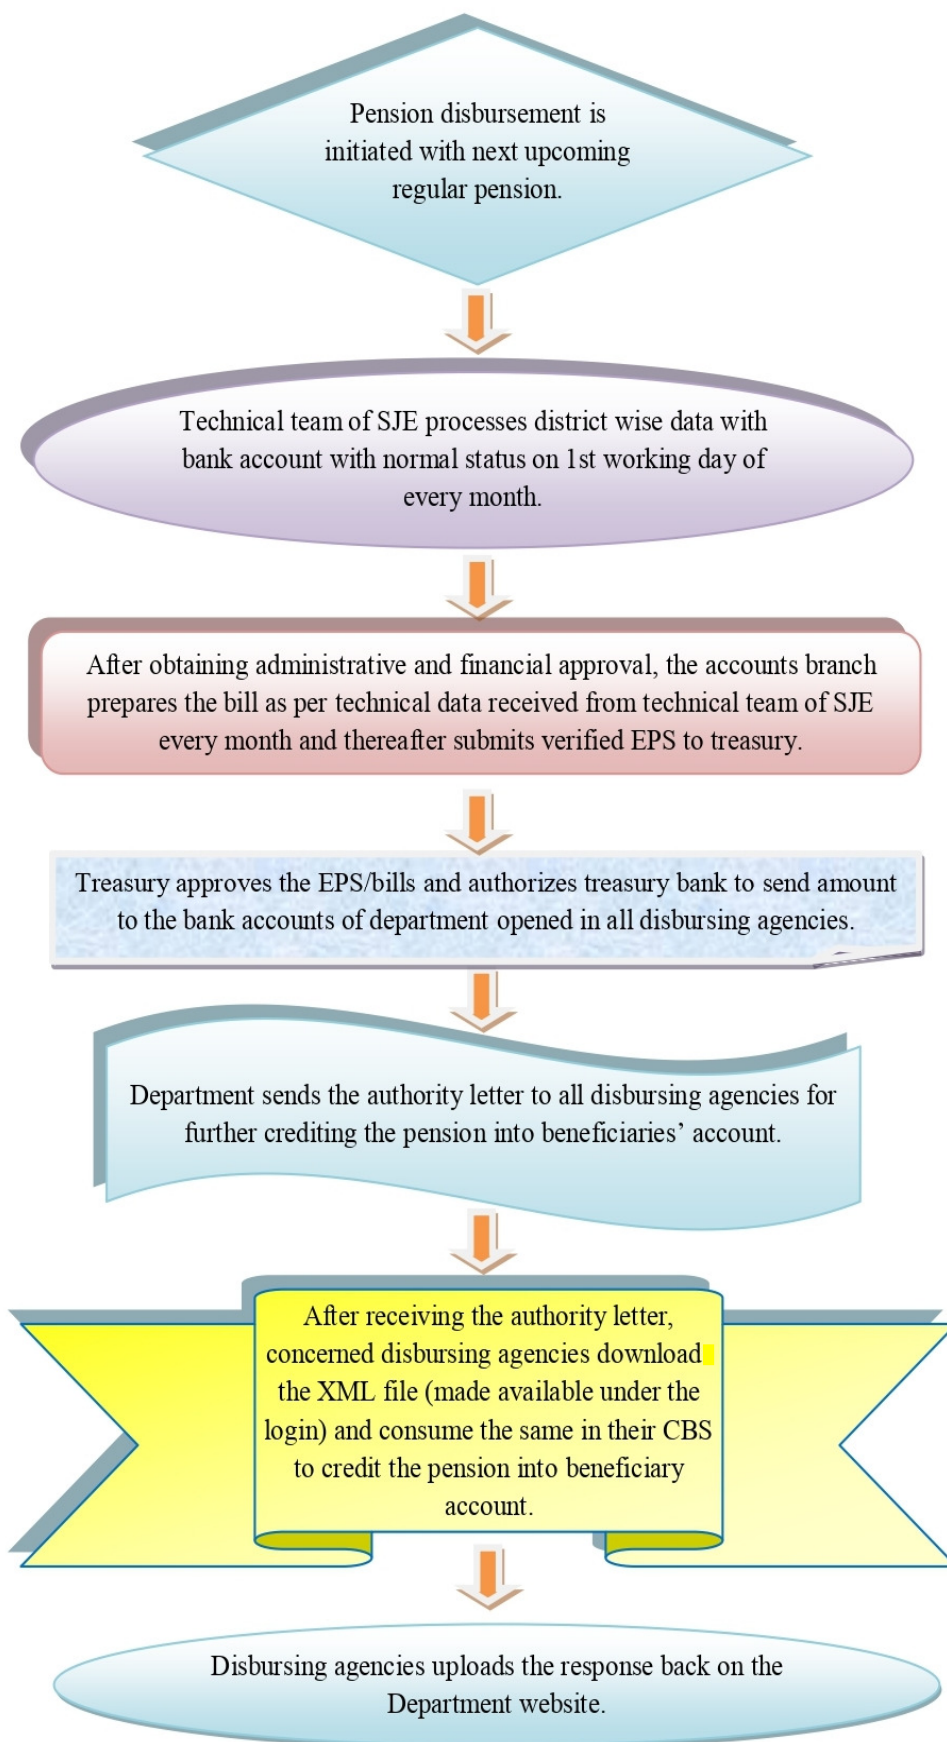 Pension disbursement is
initiated with next upcoming
regular pension.
Technical team of SJE processes district wise data with
bank account with normal status on 1st working day of
every month.
After obtaining administrative and financial approval, the accounts branch
prepares the bill as per technical data received from technical team of SJE
every month and thereafter submits verified EPS to treasury.
Treasury approves the EPS/bills and authorizes treasury bank to send amount
to the bank accounts of department opened in all disbursing agencies.
Department sends the authority letter to all disbursing agencies for
further crediting the pension into beneficiaries’ account.
After receiving the authority letter,
concerned disbursing agencies download
the XML file (made available under the
login) and consume the same in their CBS
to credit the pension into beneficiary
account.
Disbursing agencies uploads the response back on the
Department website.